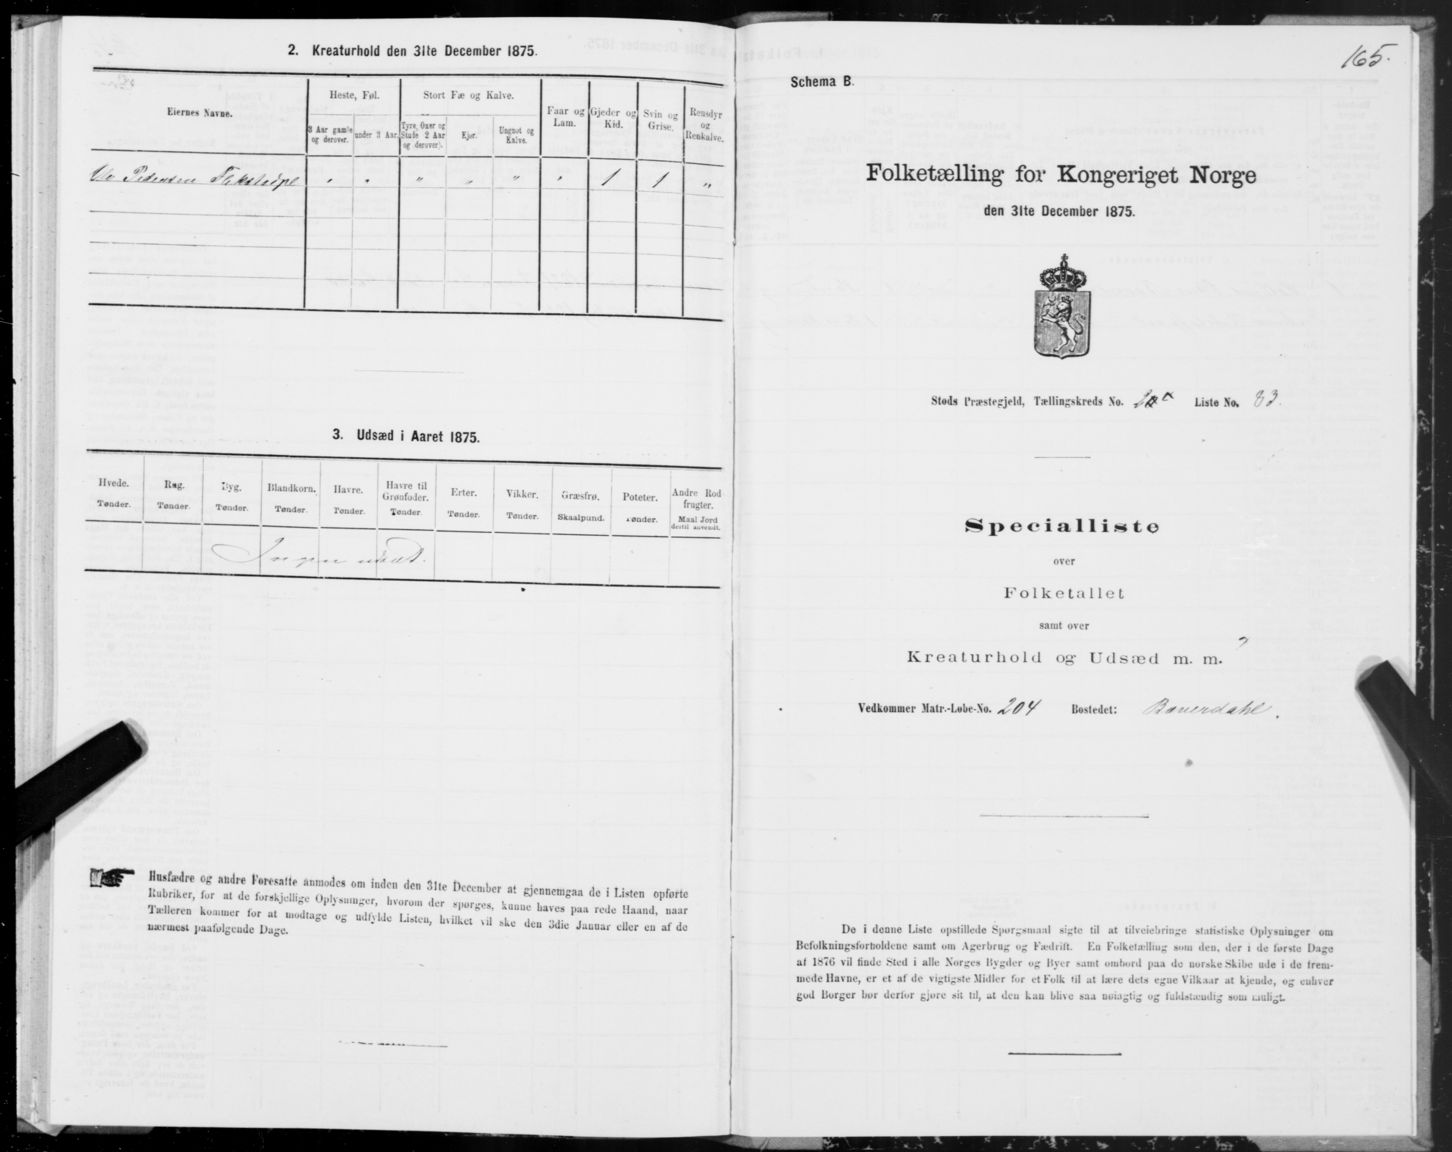 2. Kreaturhold den 31te December 1875.
Eiernes Navne.
Heste, Føl.
Stort Fæ og Kalve.
Faar og Lam.
Gjeder og Kid.
Svin og Grise.
Rensdyr og Renkalve.
3 Aar gamle og derover.
under 3 Aar.
Tyre, Oxer og Stude 2 Aar og derover).
Kjør.
Ungnot og Kalve.
Pedersen " " " " " " 1 1 "
3. Udsæd i Aaret 1875.
Hvede. Rug. Byg. Blandkorn. Havre. Havre til Grønfoder. Erter. Vikker. Græsfrø. Poteter. Andre Rodfrugter.
Tønder. Tønder. Tønder. Tønder. Tønder. Tønder. Tønder. Tønder. Skaalpund. Tønder. Maal Jord dertil anvendt.
Ingen
Husfædre og andre Foresatte anmodes om inden den 31te December at gjennemgaa de i Listen opførte
Rubriker, for at de forskjellige Oplysninger, hvorom der spørges, kunne haves paa rede Haand, naar
Tælleren kommer for at modtage og udfylde Listen, hvilket vil ske den 3die Januar eller en af de
nærmest paafølgende Dage.
165.
Schema B.
Folketælling for Kongeriget Norge
den 31te December 1875.
Stods Præstegjeld, Tællingskreds No. Liste No. 83.
Specialliste
over
Folketallet
samt over
Kreaturhold og Udsæd m. m.
Vedkommer Matr.-Løbe-No. 204 Bostedet:
De i denne Liste opstillede Spørgsmaal sigte til at tilveiebringe statistiske Oplysninger om
Befolkningsforholdene samt om Agerbrug og Fædrift. En Folketælling som den, der i de første Dage
af 1876 vil finde Sted i alle Norges Bygder og Byer samt ombord paa de norske Skibe ude i de frem-
mede Havne, er et af de vigtigste Midler for et Folk til at lære dets egne Vilkaar at kjende, og enhver
god Borger bør derfor gjøre sit til, at den kan blive saa nøiagtig og fuldstændig som muligt.